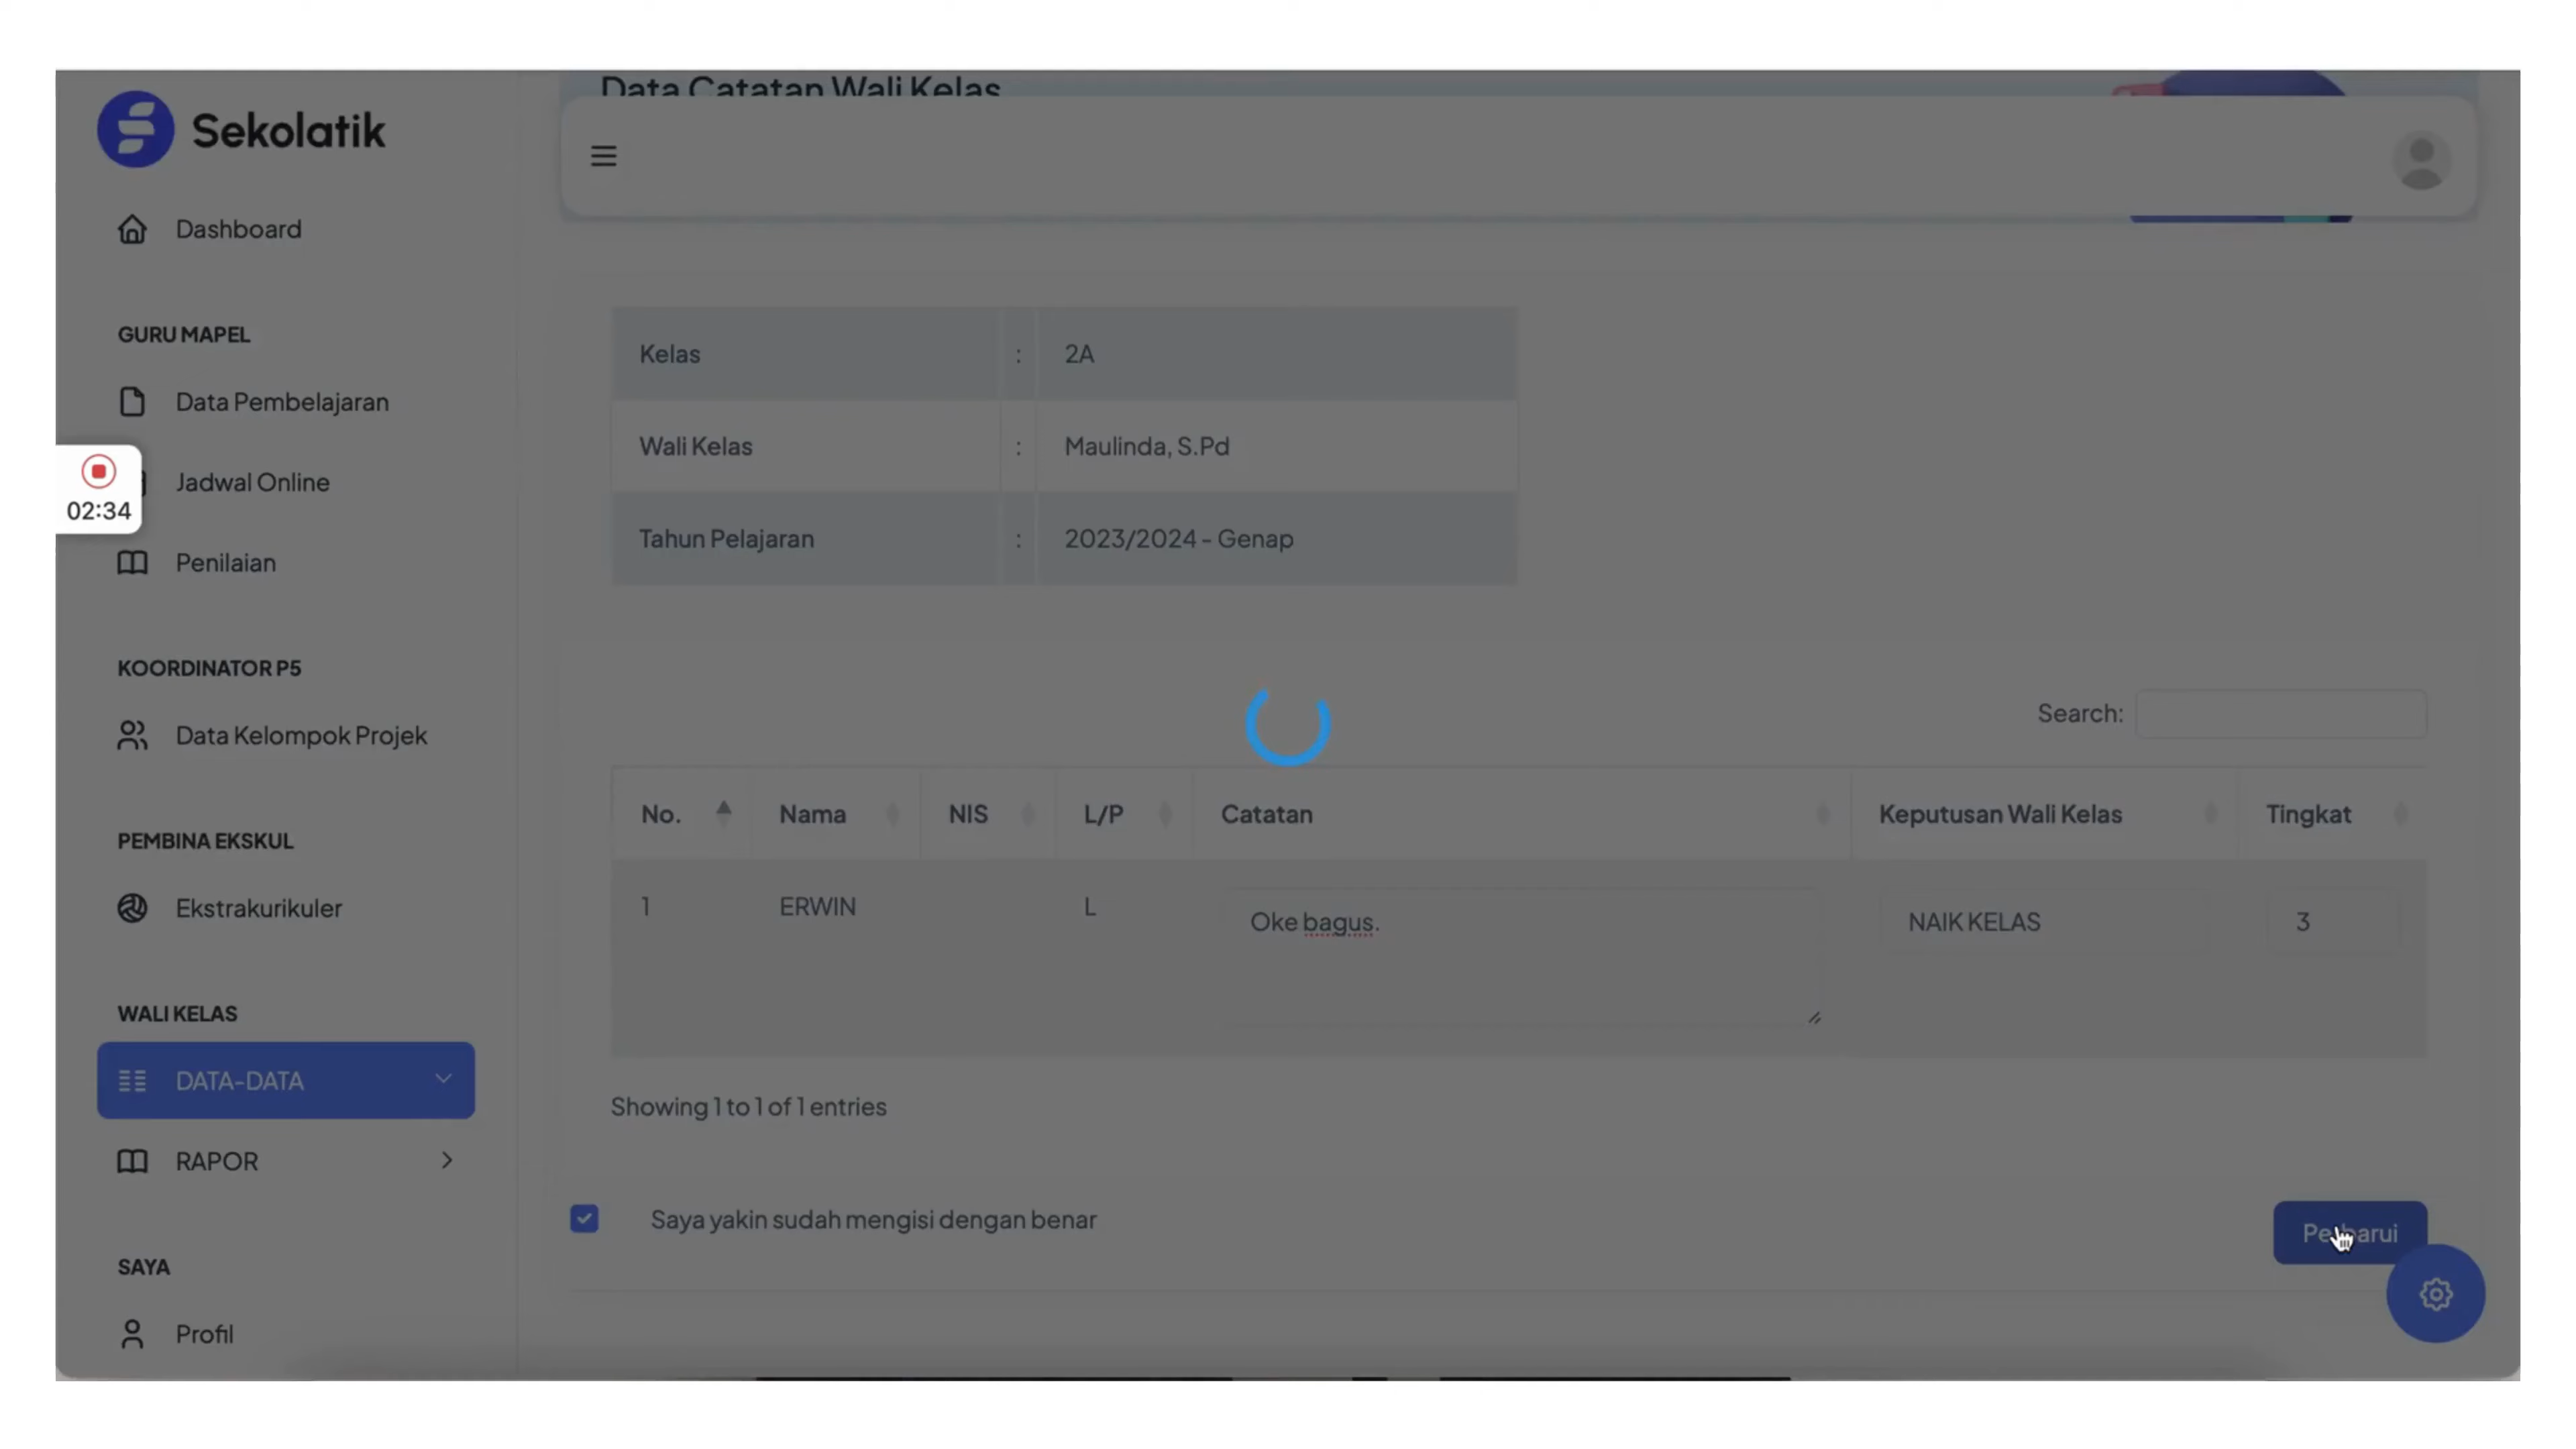 Data Catatan Wali Kelas
Sekolatik
Dashboard
GURU MAPEL
Data Pembelajaran
Jadwal Online
02:34
Penilaian
KOORDINATOR P5
Data Kelompok Projek
PEMBINA EKSKUL
Ekstrakurikuler
WALI KELAS
DATA-DATA
RAPOR
SAYA
Profil
Kelas : 2A
Wali Kelas : Maulinda, S.Pd
Tahun Pelajaran : 2023/2024 - Genap
Search:
No. Nama NIS L/P Catatan Keputusan Wali Kelas Tingkat
1 ERWIN L Oke bagus. NAIK KELAS 3
Showing 1 to 1 of 1 entries
Saya yakin sudah mengisi dengan benar
Perbarui